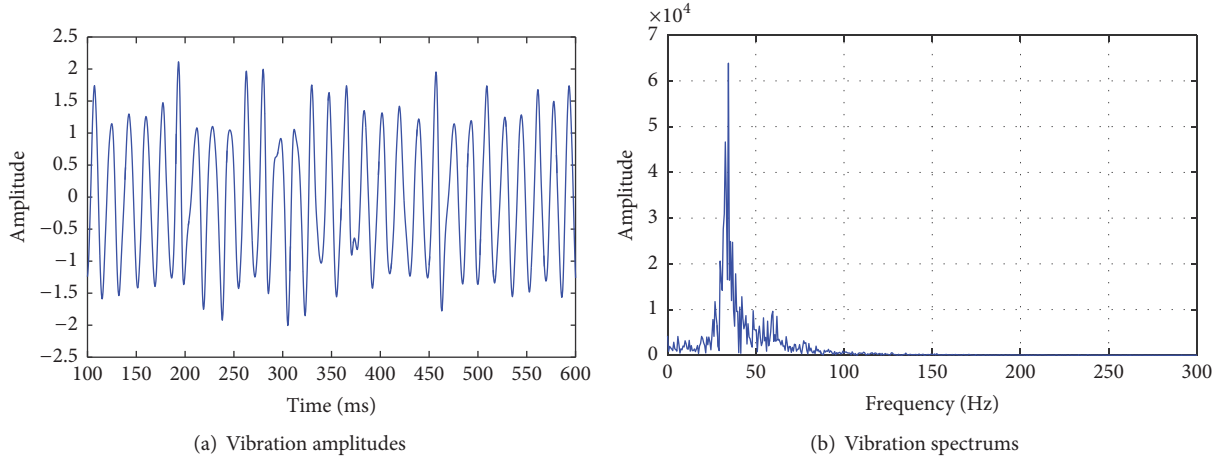 2.5
2
1.5
1
0.5
0
−0.5
−1
−1.5
−2
−2.5
Amplitude
100 150 200 250 300 350 400 450 500 550 600
Time (ms)
(a) Vibration amplitudes
×10⁴
7
6
5
4
3
2
1
0
Amplitude
0 50 100 150 200 250 300
Frequency (Hz)
(b) Vibration spectrums